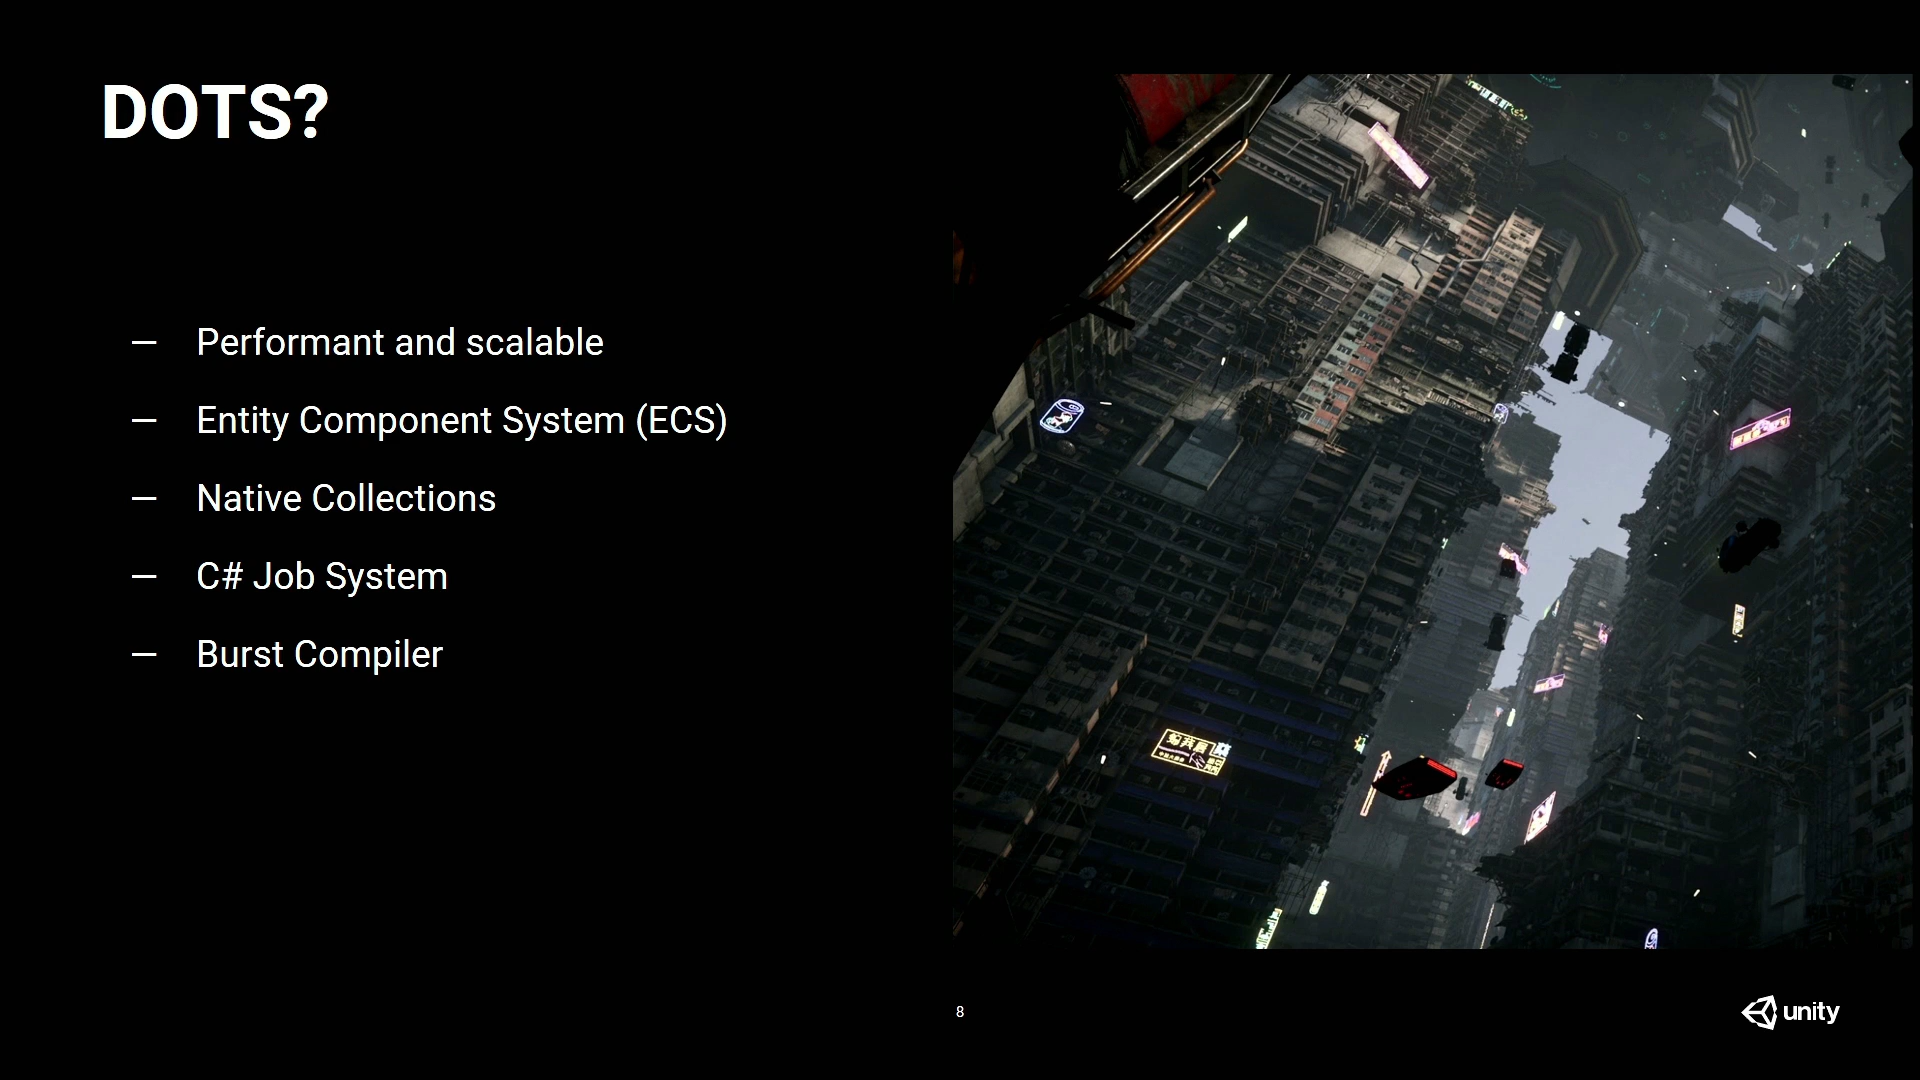 DOTS?
— Performant and scalable
— Entity Component System (ECS)
— Native Collections
— C# Job System
— Burst Compiler
8
unity